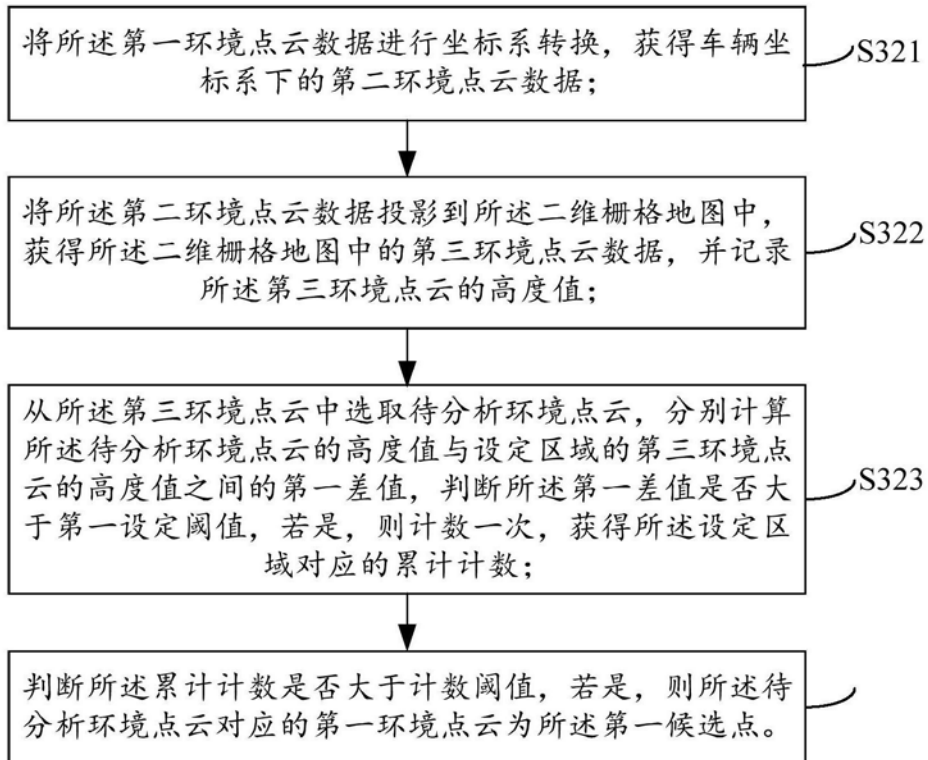 将所述第一环境点云数据进行坐标系转换，获得车辆坐
标系下的第二环境点云数据；
S321
将所述第二环境点云数据投影到所述二维栅格地图中，
获得所述二维栅格地图中的第三环境点云数据，并记录
所述第三环境点云的高度值；
S322
从所述第三环境点云中选取待分析环境点云，分别计算
所述待分析环境点云的高度值与设定区域的第三环境点
云的高度值之间的第一差值，判断所述第一差值是否大
于第一设定阈值，若是，则计数一次，获得所述设定区
域对应的累计计数；
S323
判断所述累计计数是否大于计数阈值，若是，则所述待
分析环境点云对应的第一环境点云为所述第一候选点。